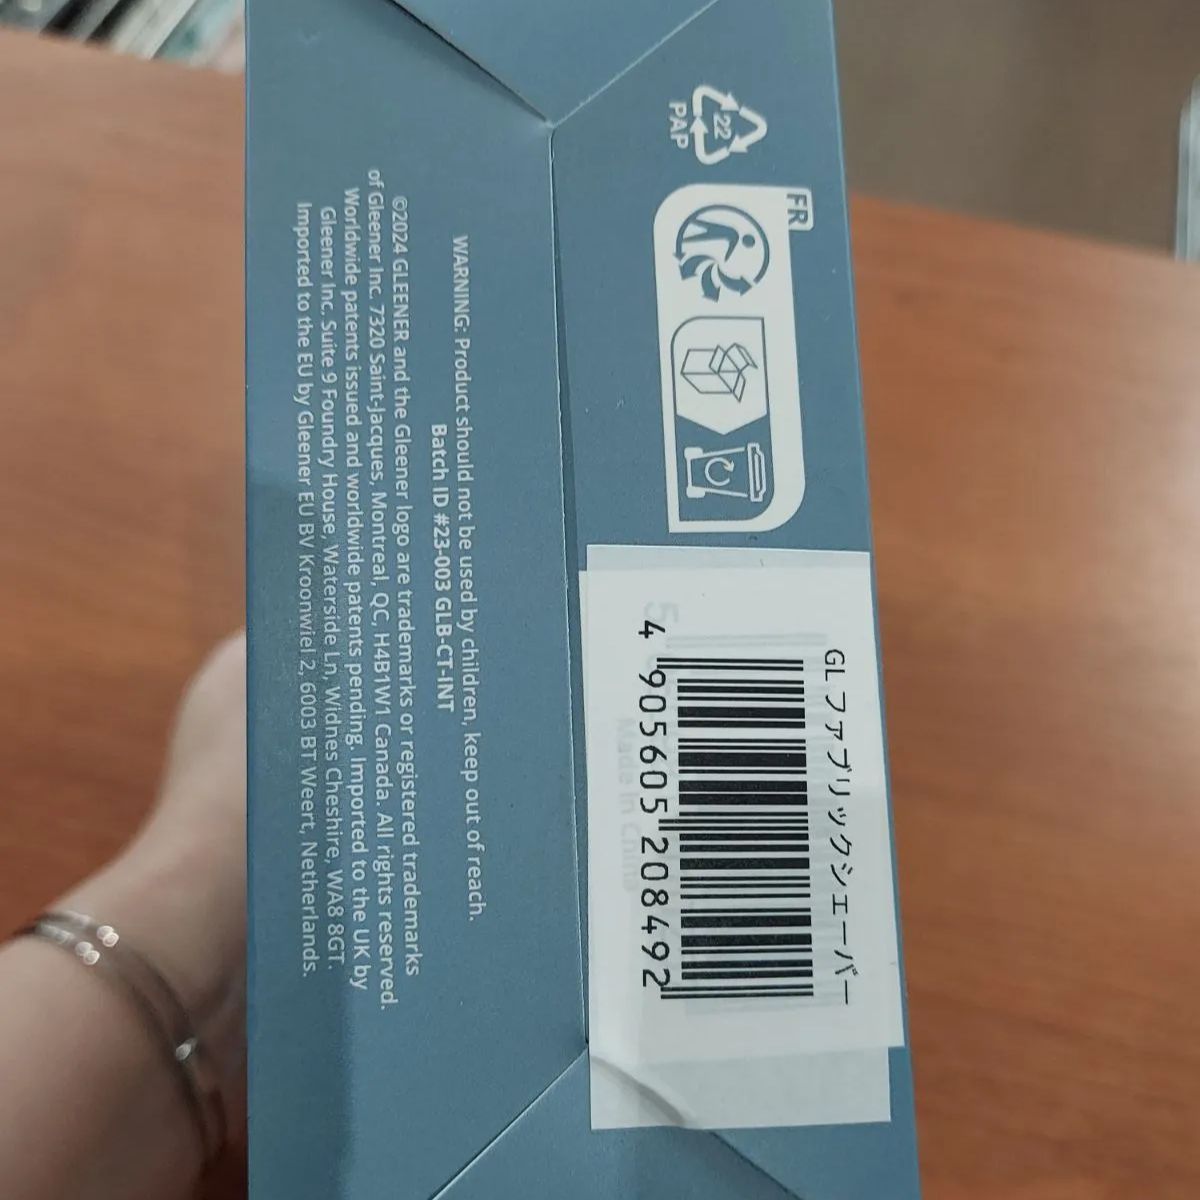 22
PAP
FR
WARNING: Product should not be used by children, keep out of reach.
Batch ID #23-003 GLB-CT-INT
©2024 GLEENER and the Gleener logo are trademarks or registered trademarks
of Gleener Inc. 7320 Saint-Jacques, Montreal, QC, H4B1W1 Canada. All rights reserved.
Worldwide patents issued and worldwide patents pending. Imported to the UK by
Gleener Inc. Suite 9 Foundry House, Waterside Ln, Widnes Cheshire, WA8 8GT.
Imported to the EU by Gleener EU BV Kroonwiel 2, 6003 BT Weert, Netherlands.
GL ファブリックシェーバー
4 905605 208492
Made in China